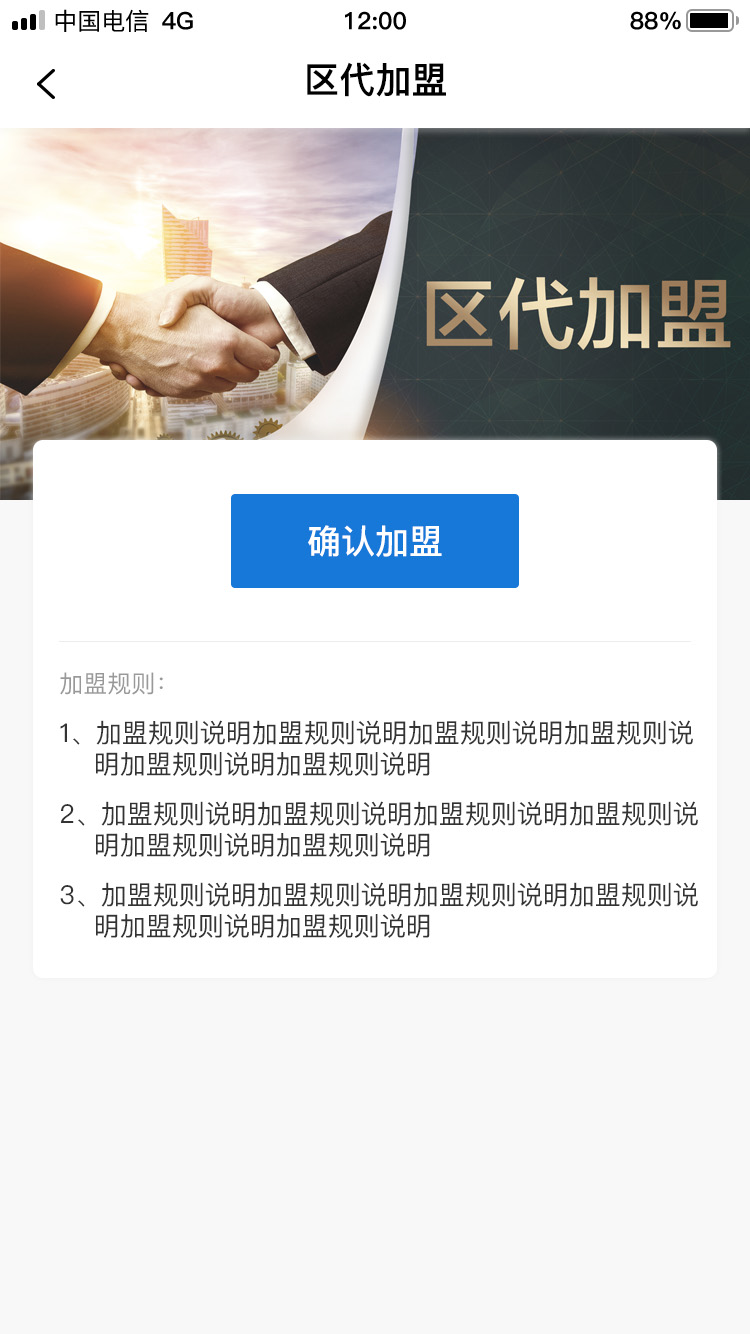 中国电信 4G 12:00 88%
区代加盟
区代加盟
确认加盟
加盟规则：
1、加盟规则说明加盟规则说明加盟规则说明加盟规则说
明加盟规则说明加盟规则说明
2、加盟规则说明加盟规则说明加盟规则说明加盟规则说
明加盟规则说明加盟规则说明
3、加盟规则说明加盟规则说明加盟规则说明加盟规则说
明加盟规则说明加盟规则说明